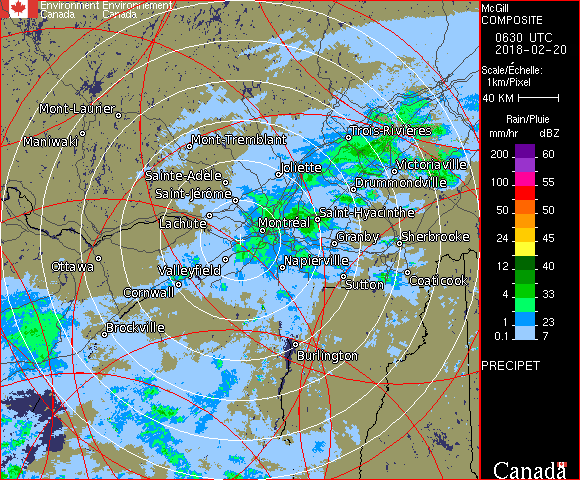 Environment Environnement
Canada Canada
McGill
COMPOSITE
0630 UTC
2018-02-20
Scale/Échelle:
1km/Pixel
40 KM
Rain/Pluie
mm/hr dBZ
200 60
100 55
50 50
24 45
12 40
4 33
1 23
0.1 7
PRECIPET
Mont-Laurier
Maniwaki
Mont-Tremblant
Trois-Rivières
Joliette
Victoriaville
Sainte-Adèle
Drummondville
Saint-Jérôme
Lachute
Saint-Hyacinthe
Montréal
Granby
Sherbrooke
Ottawa
Valleyfield
Napierville
Cornwall
Sutton
Coaticook
Brockville
Burlington
Canada